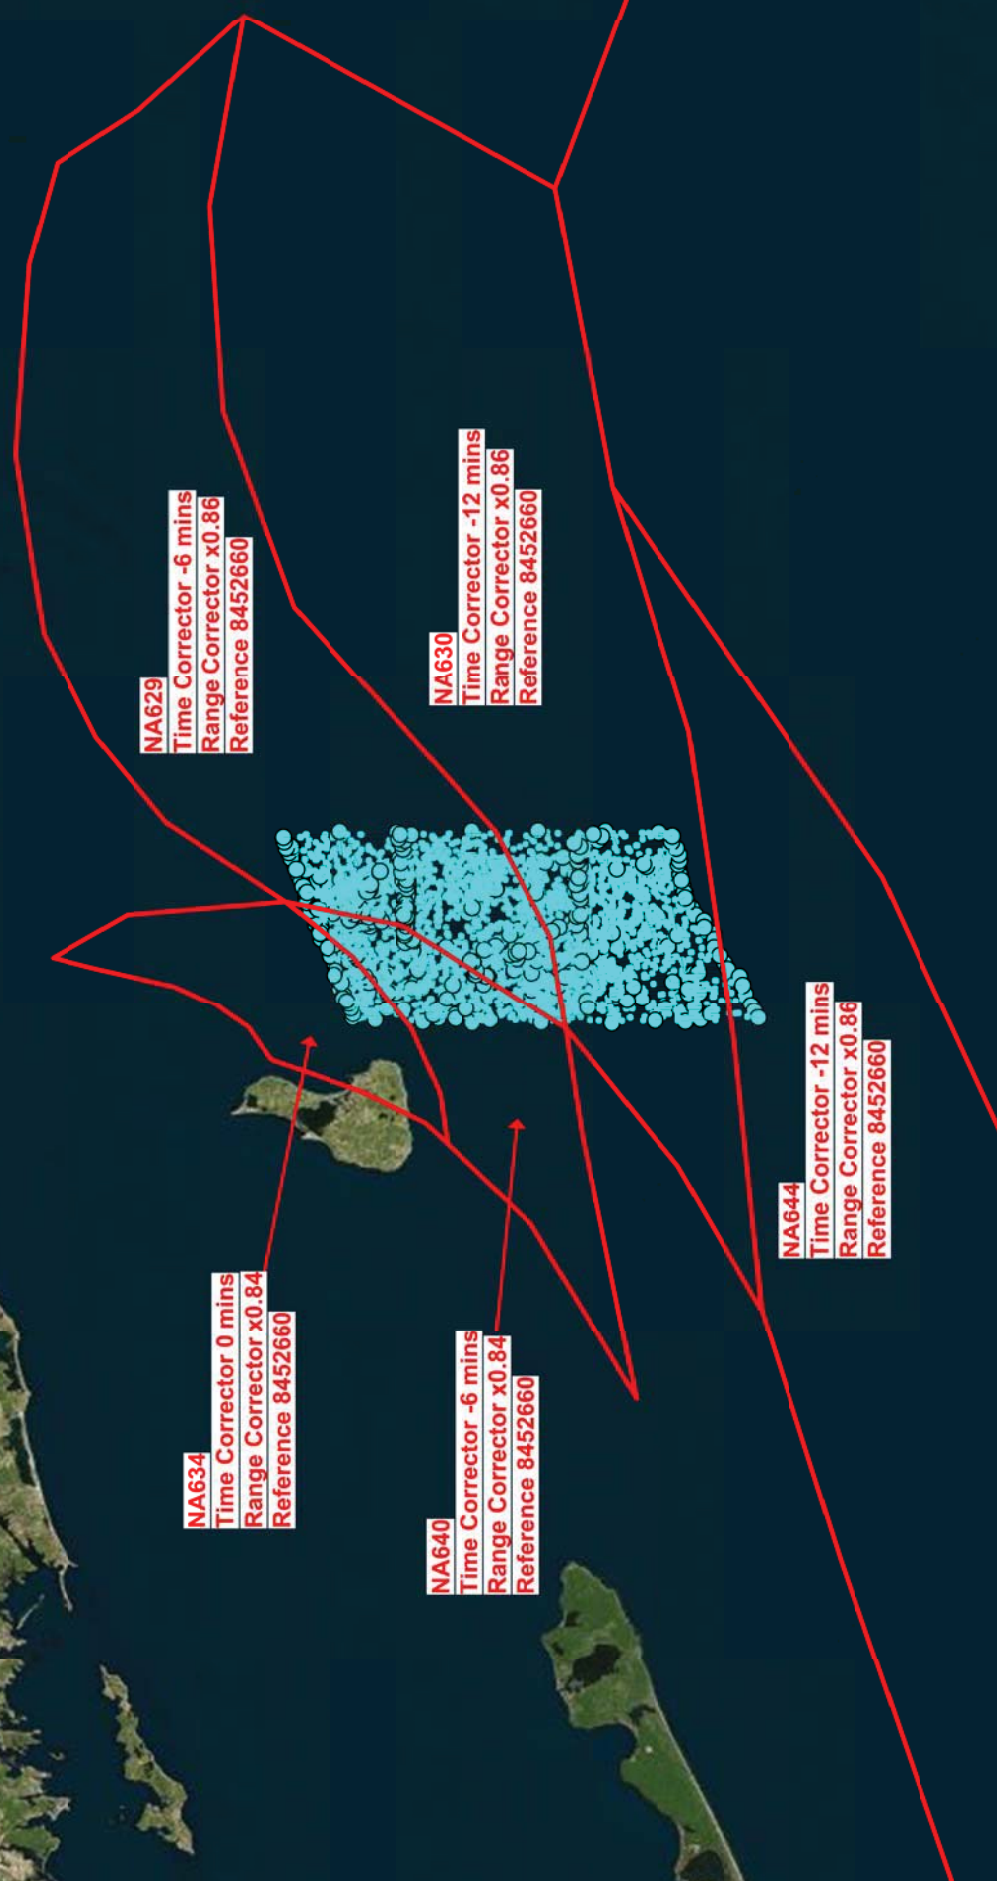 NA634
Time Corrector 0 mins
Range Corrector x0.84
Reference 8452660
NA629
Time Corrector -6 mins
Range Corrector x0.86
Reference 8452660
NA640
Time Corrector -6 mins
Range Corrector x0.84
Reference 8452660
NA630
Time Corrector -12 mins
Range Corrector x0.86
Reference 8452660
NA644
Time Corrector -12 mins
Range Corrector x0.86
Reference 8452660